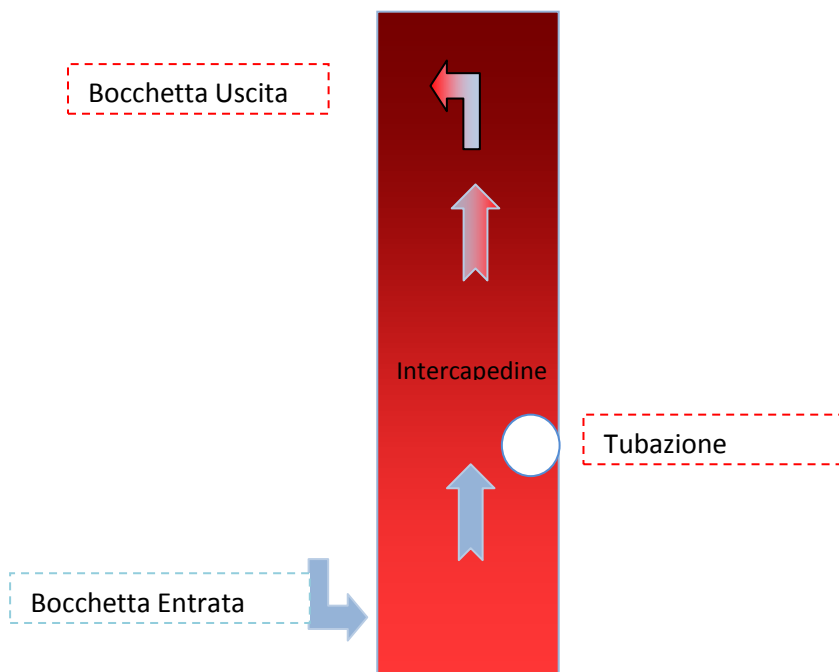 Bocchetta Uscita
Intercapedine
Tubazione
Bocchetta Entrata